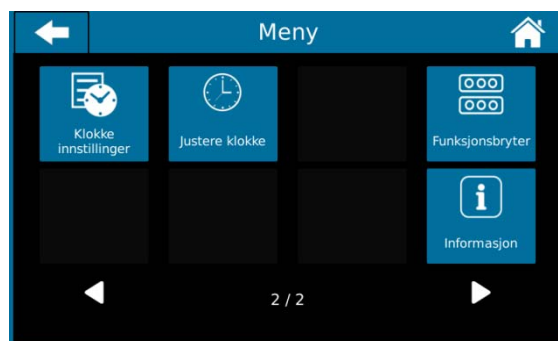 Meny
Klokke
innstillinger
Justere klokke
Funksjonsbryter
Informasjon
2 / 2